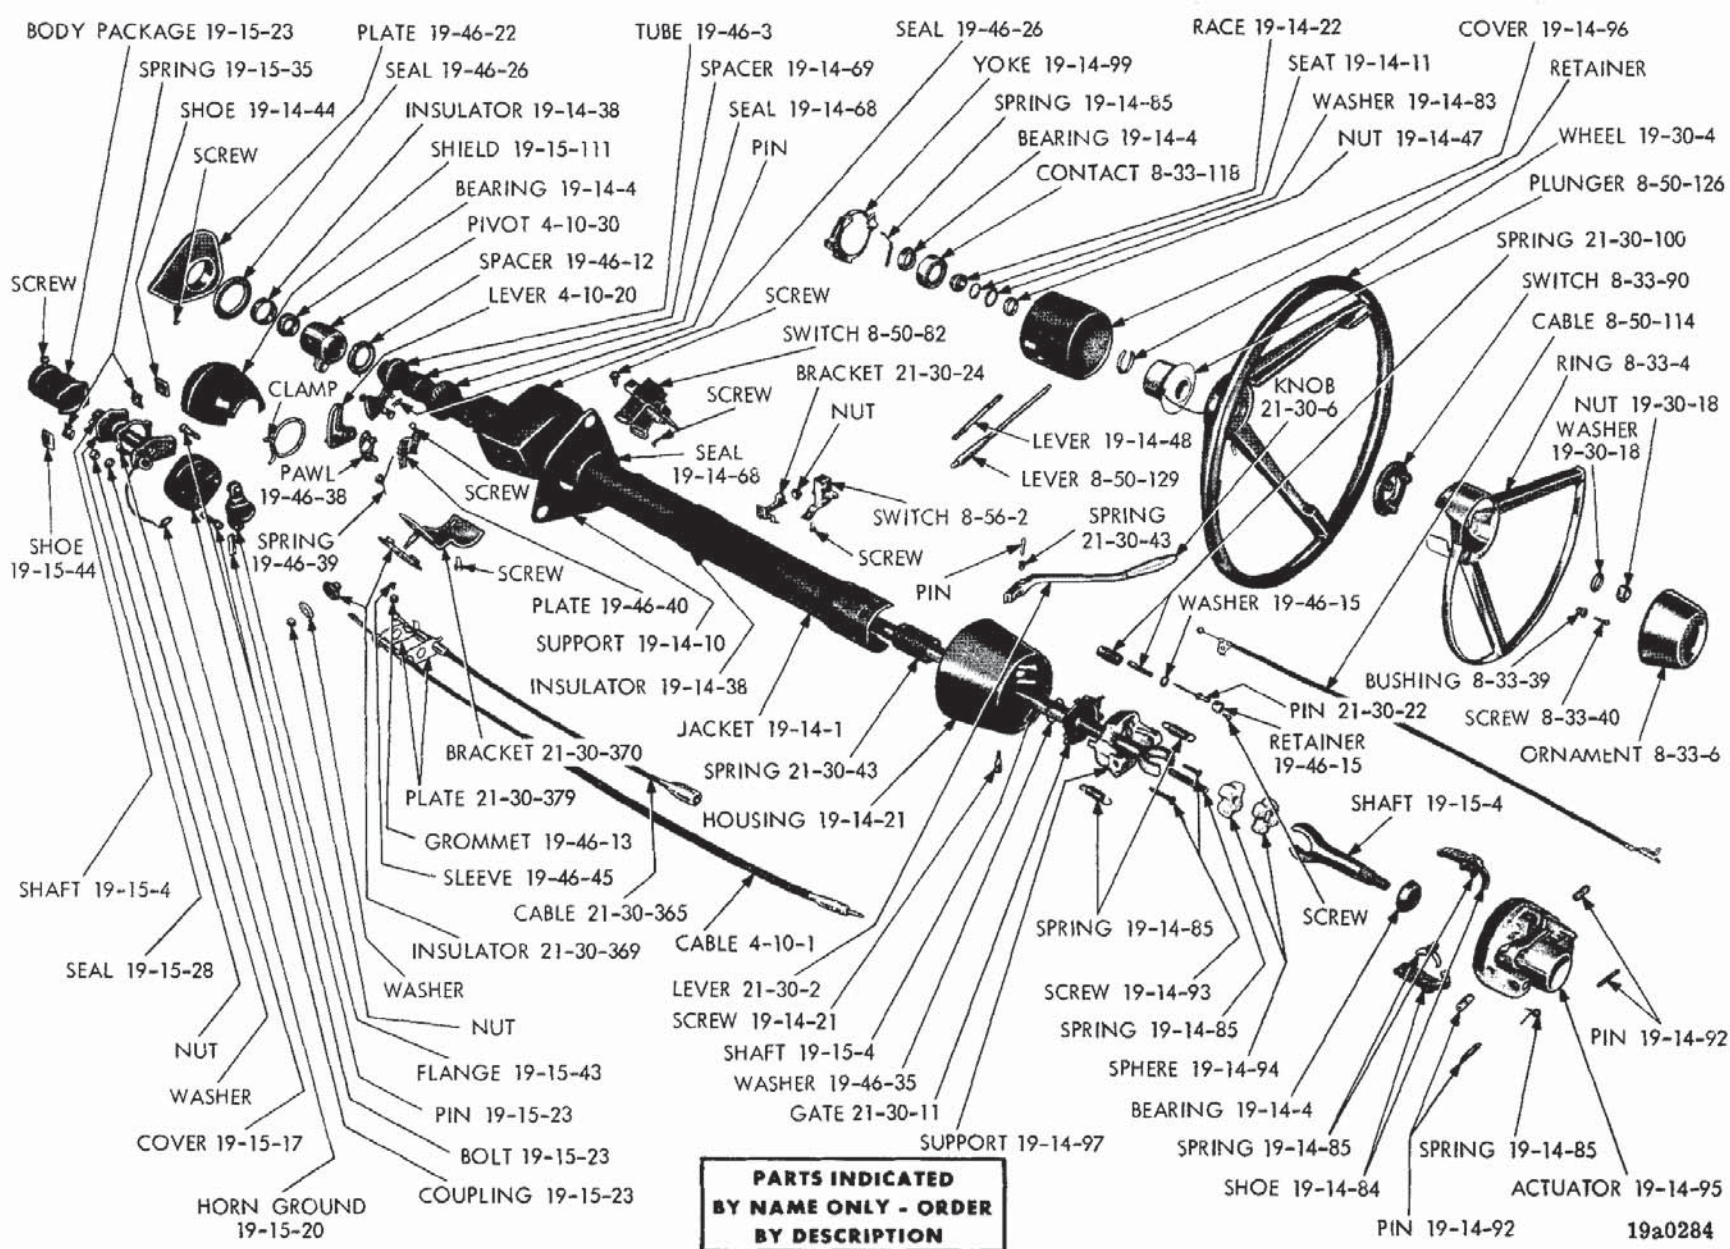 BODY PACKAGE 19-15-23
PLATE 19-46-22
TUBE 19-46-3
SEAL 19-46-26
RACE 19-14-22
COVER 19-14-96
SPRING 19-15-35
SEAL 19-46-26
SPACER 19-14-69
YOKE 19-14-99
SEAT 19-14-11
RETAINER
SHOE 19-14-44
INSULATOR 19-14-38
SEAL 19-14-68
SPRING 19-14-85
WASHER 19-14-83
SCREW
SHIELD 19-15-111
PIN
BEARING 19-14-4
NUT 19-14-47
WHEEL 19-30-4
BEARING 19-14-4
CONTACT 8-33-118
PLUNGER 8-50-126
PIVOT 4-10-30
SPACER 19-46-12
SPRING 21-30-100
SCREW
LEVER 4-10-20
SCREW
SWITCH 8-33-90
SWITCH 8-50-82
CABLE 8-50-114
BRACKET 21-30-24
RING 8-33-4
CLAMP
SCREW
NUT
KNOB
21-30-6
NUT 19-30-18
WASHER
19-30-18
LEVER 19-14-48
SEAL
19-14-68
PAWL
19-46-38
SCREW
LEVER 8-50-129
SWITCH 8-56-2
SPRING
21-30-43
SHOE
19-15-44
SPRING
19-46-39
SCREW
SCREW
PIN
PLATE 19-46-40
WASHER 19-46-15
SUPPORT 19-14-10
INSULATOR 19-14-38
BUSHING 8-33-39
PIN 21-30-22
SCREW 8-33-40
JACKET 19-14-1
RETAINER
19-46-15
ORNAMENT 8-33-6
BRACKET 21-30-370
SPRING 21-30-43
PLATE 21-30-379
SHAFT 19-15-4
HOUSING 19-14-21
GROMMET 19-46-13
SLEEVE 19-46-45
SHAFT 19-15-4
CABLE 21-30-365
SCREW
SPRING 19-14-85
INSULATOR 21-30-369
CABLE 4-10-1
SEAL 19-15-28
WASHER
LEVER 21-30-2
SCREW 19-14-93
SCREW 19-14-21
NUT
SPRING 19-14-85
PIN 19-14-92
NUT
SHAFT 19-15-4
FLANGE 19-15-43
WASHER 19-46-35
SPHERE 19-14-94
WASHER
PIN 19-15-23
GATE 21-30-11
BEARING 19-14-4
COVER 19-15-17
BOLT 19-15-23
SUPPORT 19-14-97
SPRING 19-14-85
SPRING 19-14-85
COUPLING 19-15-23
SHOE 19-14-84
ACTUATOR 19-14-95
HORN GROUND
19-15-20
PIN 19-14-92
PARTS INDICATED
BY NAME ONLY - ORDER
BY DESCRIPTION
19a0284